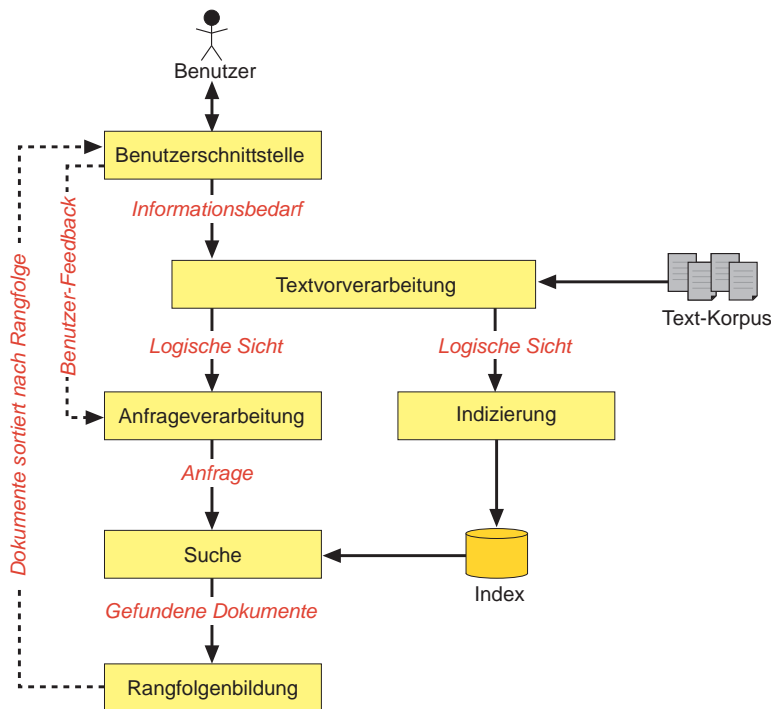 Benutzer
Benutzerschnittstelle
Informationsbedarf
Textvorverarbeitung
Text-Korpus
Logische Sicht
Logische Sicht
Anfrageverarbeitung
Indizierung
Anfrage
Suche
Index
Gefundene Dokumente
Rangfolgenbildung
Benutzer-Feedback
Dokumente sortiert nach Rangfolge